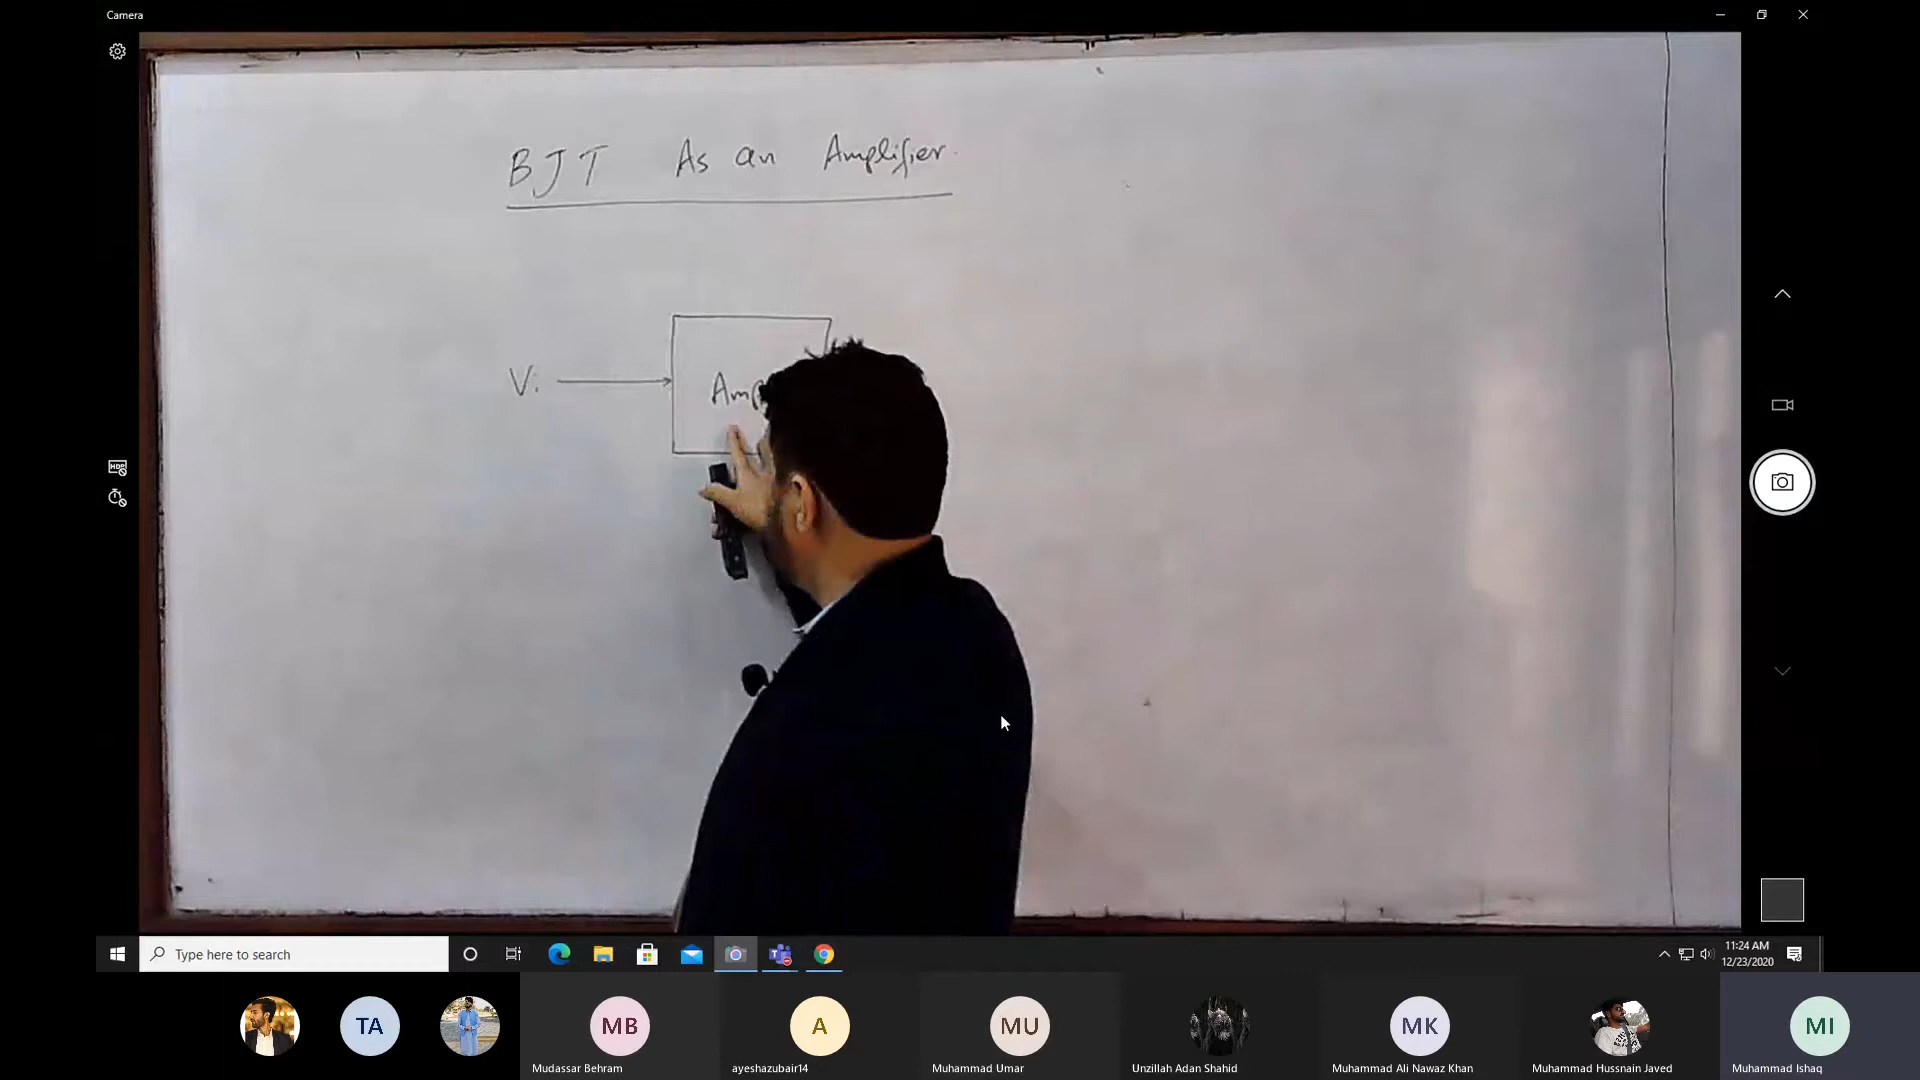 Camera
BJT As an Amplifier.
Vi
Amp
Type here to search
11:24 AM
12/23/2020
TA
MB
A
MU
MK
MI
Mudassar Behram
ayeshazubair14
Muhammad Umar
Unzillah Adan Shahid
Muhammad Ali Nawaz Khan
Muhammad Hussnain Javed
Muhammad Ishaq